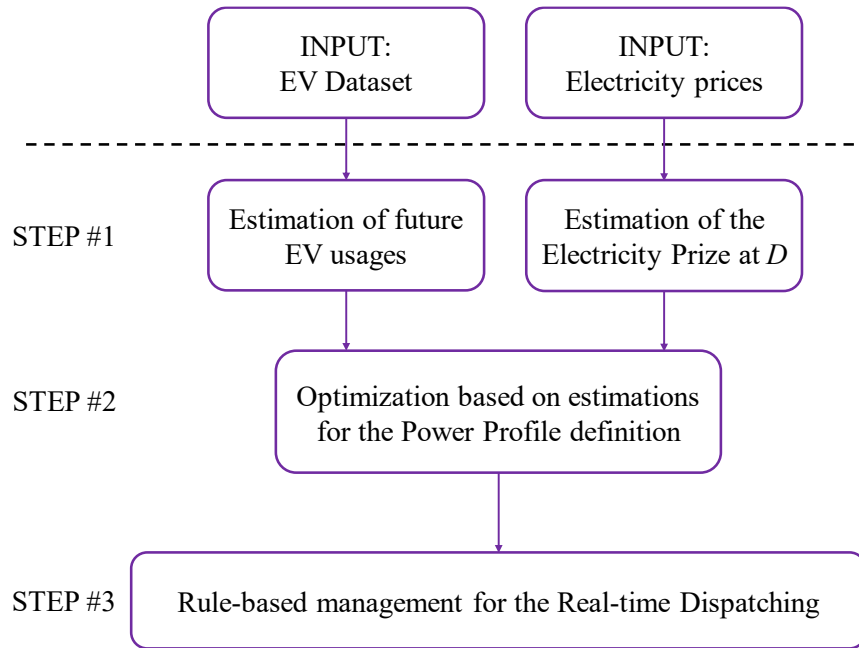 INPUT:
EV Dataset
INPUT:
Electricity prices
STEP #1
Estimation of future
EV usages
Estimation of the
Electricity Prize at D
STEP #2
Optimization based on estimations
for the Power Profile definition
STEP #3
Rule-based management for the Real-time Dispatching